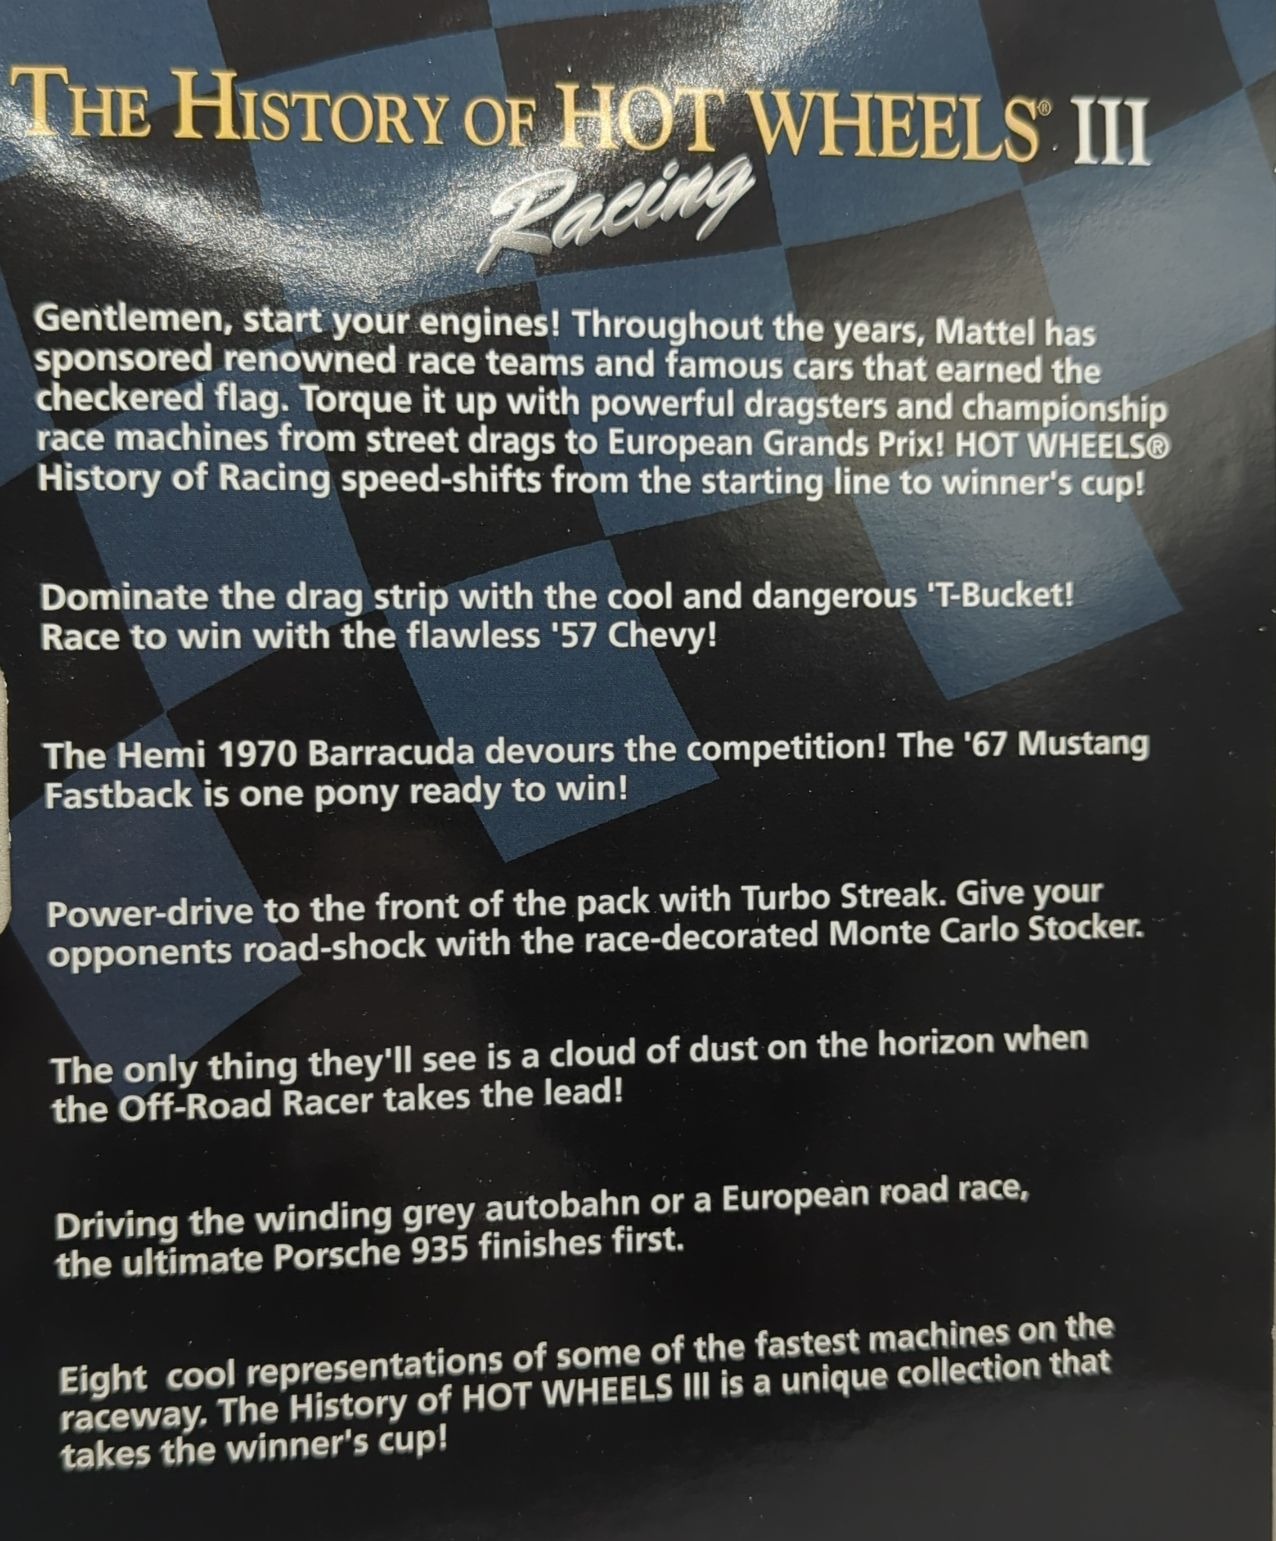 THE HISTORY OF HOT WHEELS® III
Racing
Gentlemen, start your engines! Throughout the years, Mattel has
sponsored renowned race teams and famous cars that earned the
checkered flag. Torque it up with powerful dragsters and championship
race machines from street drags to European Grands Prix! HOT WHEELS®
History of Racing speed-shifts from the starting line to winner's cup!
Dominate the drag strip with the cool and dangerous 'T-Bucket!
Race to win with the flawless '57 Chevy!
The Hemi 1970 Barracuda devours the competition! The '67 Mustang
Fastback is one pony ready to win!
Power-drive to the front of the pack with Turbo Streak. Give your
opponents road-shock with the race-decorated Monte Carlo Stocker.
The only thing they'll see is a cloud of dust on the horizon when
the Off-Road Racer takes the lead!
Driving the winding grey autobahn or a European road race,
the ultimate Porsche 935 finishes first.
Eight cool representations of some of the fastest machines on the
raceway. The History of HOT WHEELS III is a unique collection that
takes the winner's cup!